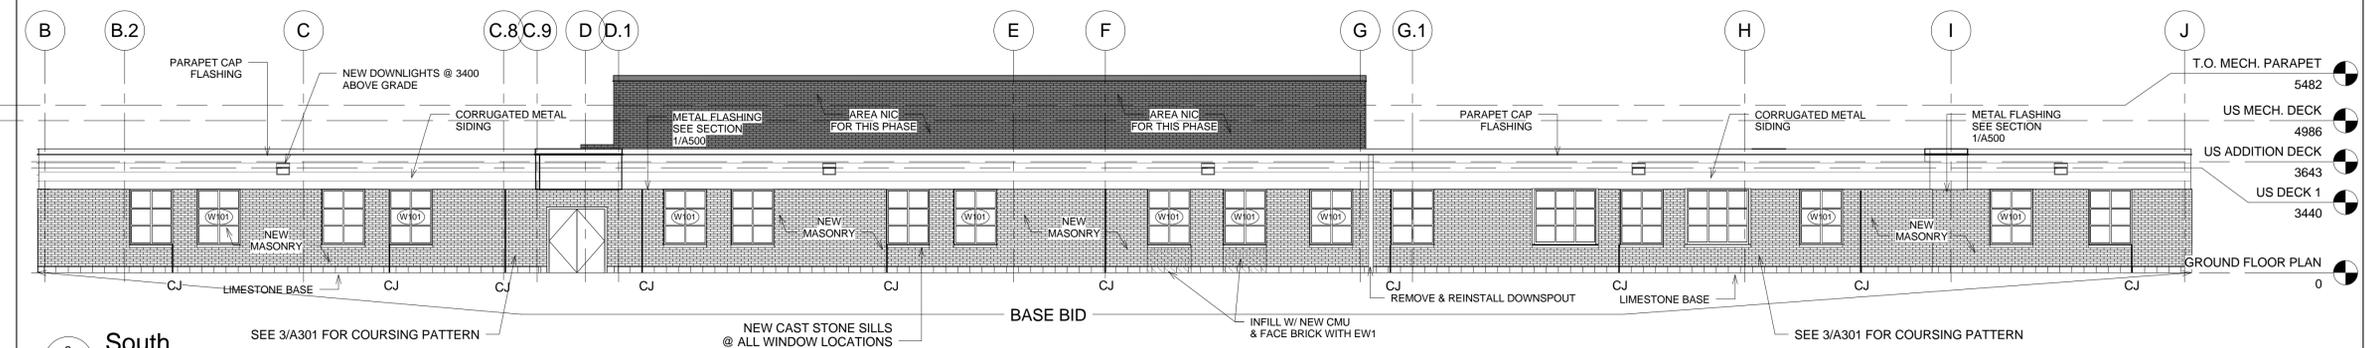 B
B.2
C
C.8
C.9
D
D.1
E
F
G
G.1
H
I
J
PARAPET CAP
FLASHING
NEW DOWNLIGHTS @ 3400
ABOVE GRADE
CORRUGATED METAL
SIDING
METAL FLASHING
SEE SECTION
1/A500
AREA NIC
FOR THIS PHASE
AREA NIC
FOR THIS PHASE
PARAPET CAP
FLASHING
CORRUGATED METAL
SIDING
METAL FLASHING
SEE SECTION
1/A500
T.O. MECH. PARAPET
5482
US MECH. DECK
4986
US ADDITION DECK
3643
US DECK 1
3440
GROUND FLOOR PLAN
0
W101
W101
W101
W101
W101
W101
W101
W101
W101
NEW
MASONRY
NEW
MASONRY
NEW
MASONRY
NEW
MASONRY
CJ
CJ
CJ
CJ
CJ
CJ
CJ
CJ
CJ
CJ
LIMESTONE BASE
REMOVE & REINSTALL DOWNSPOUT
LIMESTONE BASE
BASE BID
SEE 3/A301 FOR COURSING PATTERN
NEW CAST STONE SILLS
@ ALL WINDOW LOCATIONS
INFILL W/ NEW CMU
& FACE BRICK WITH EW1
SEE 3/A301 FOR COURSING PATTERN
South